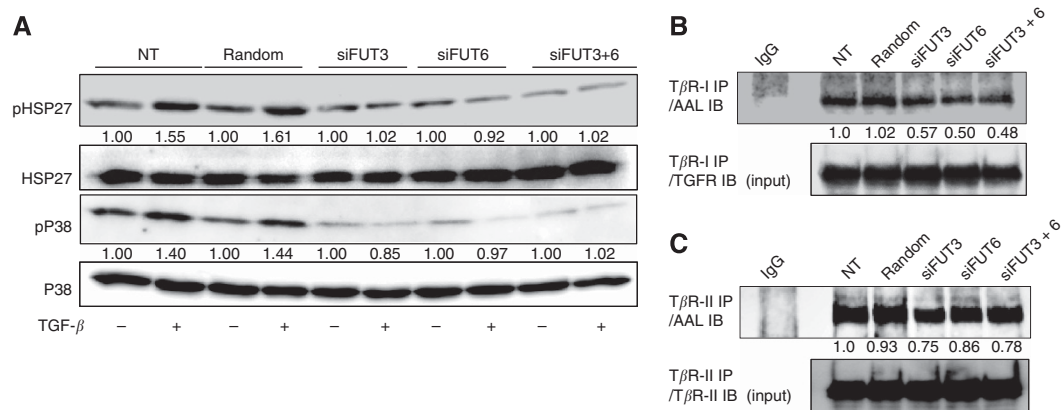 A
NT Random siFUT3 siFUT6 siFUT3+6
pHSP27
1.00 1.55 1.00 1.61 1.00 1.02 1.00 0.92 1.00 1.02
HSP27
pP38
1.00 1.40 1.00 1.44 1.00 0.85 1.00 0.97 1.00 1.02
P38
TGF-β − + − + − + − + − +
B
IgG NT Random siFUT3 siFUT6 siFUT3 + 6
TβR-I IP
/AAL IB
1.0 1.02 0.57 0.50 0.48
TβR-I IP
/TGFR IB (input)
C
IgG NT Random siFUT3 siFUT6 siFUT3 + 6
TβR-II IP
/AAL IB
1.0 0.93 0.75 0.86 0.78
TβR-II IP
/TβR-II IB (input)